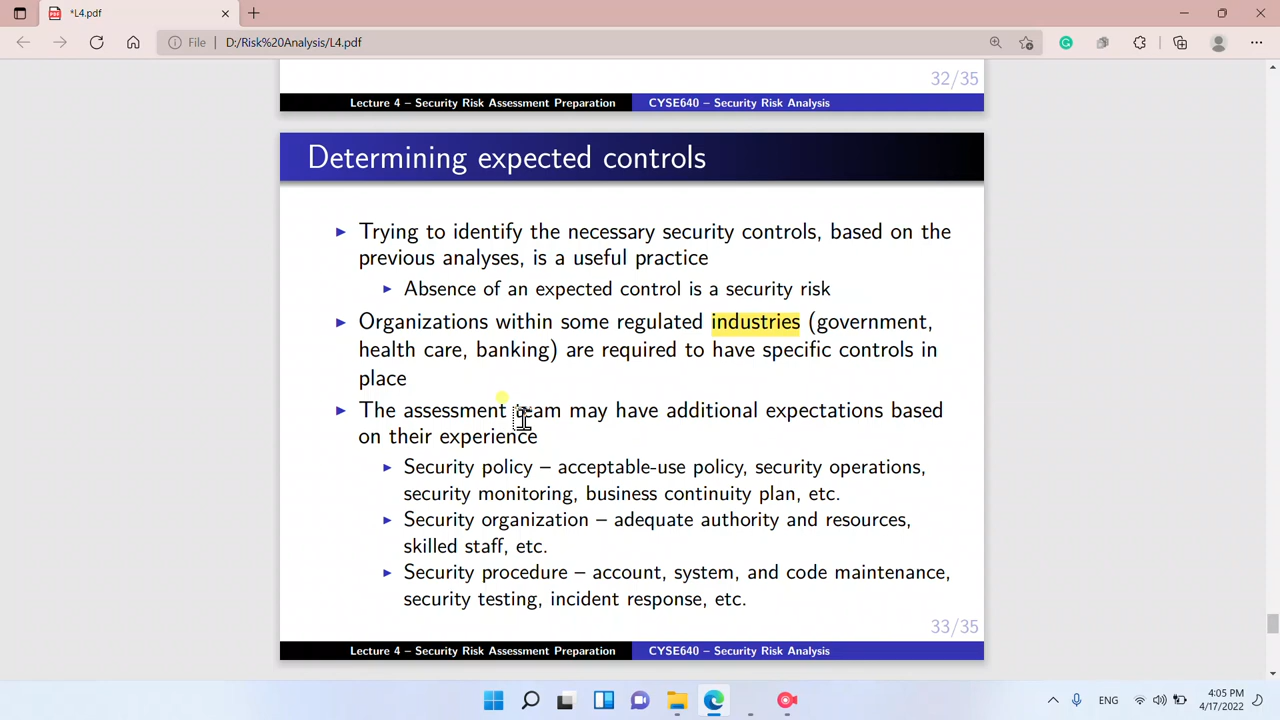 *L4.pdf
File D:/Risk%20Analysis/L4.pdf
32/35
Lecture 4 – Security Risk Assessment Preparation CYSE640 – Security Risk Analysis
Determining expected controls
Trying to identify the necessary security controls, based on the
previous analyses, is a useful practice
Absence of an expected control is a security risk
Organizations within some regulated industries (government,
health care, banking) are required to have specific controls in
place
The assessment team may have additional expectations based
on their experience
Security policy – acceptable-use policy, security operations,
security monitoring, business continuity plan, etc.
Security organization – adequate authority and resources,
skilled staff, etc.
Security procedure – account, system, and code maintenance,
security testing, incident response, etc.
33/35
Lecture 4 – Security Risk Assessment Preparation CYSE640 – Security Risk Analysis
ENG
4:05 PM
4/17/2022